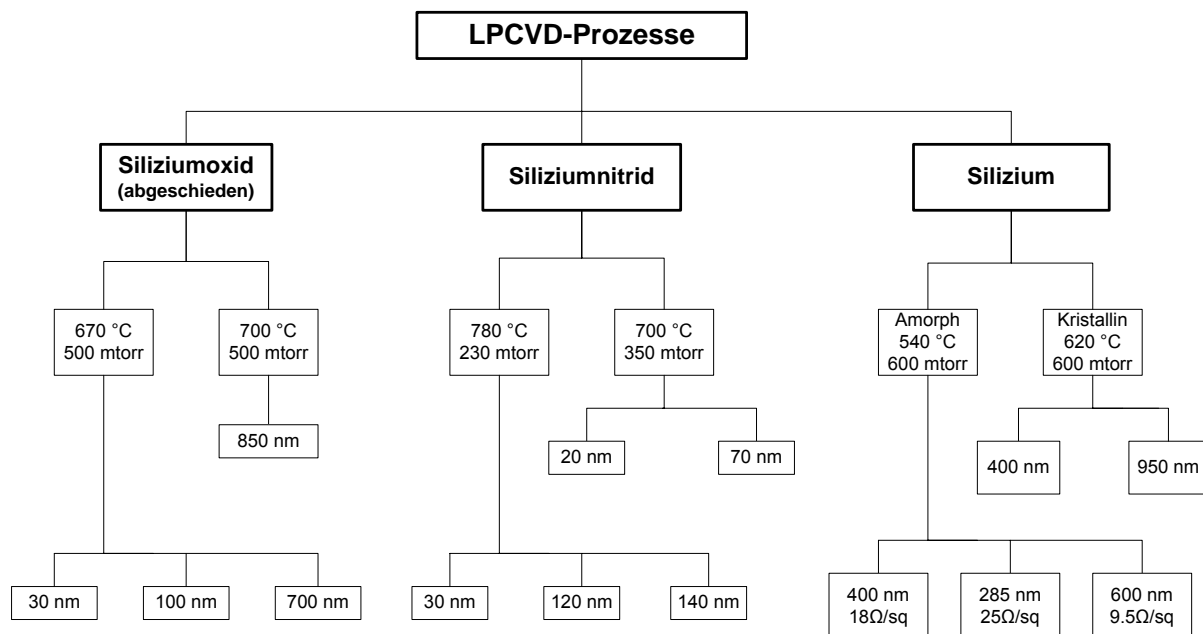 LPCVD-Prozesse
Siliziumoxid
(abgeschieden)
Siliziumnitrid
Silizium
670 °C
500 mtorr
700 °C
500 mtorr
780 °C
230 mtorr
700 °C
350 mtorr
Amorph
540 °C
600 mtorr
Kristallin
620 °C
600 mtorr
850 nm
20 nm
70 nm
400 nm
950 nm
30 nm
100 nm
700 nm
30 nm
120 nm
140 nm
400 nm
18Ω/sq
285 nm
25Ω/sq
600 nm
9.5Ω/sq